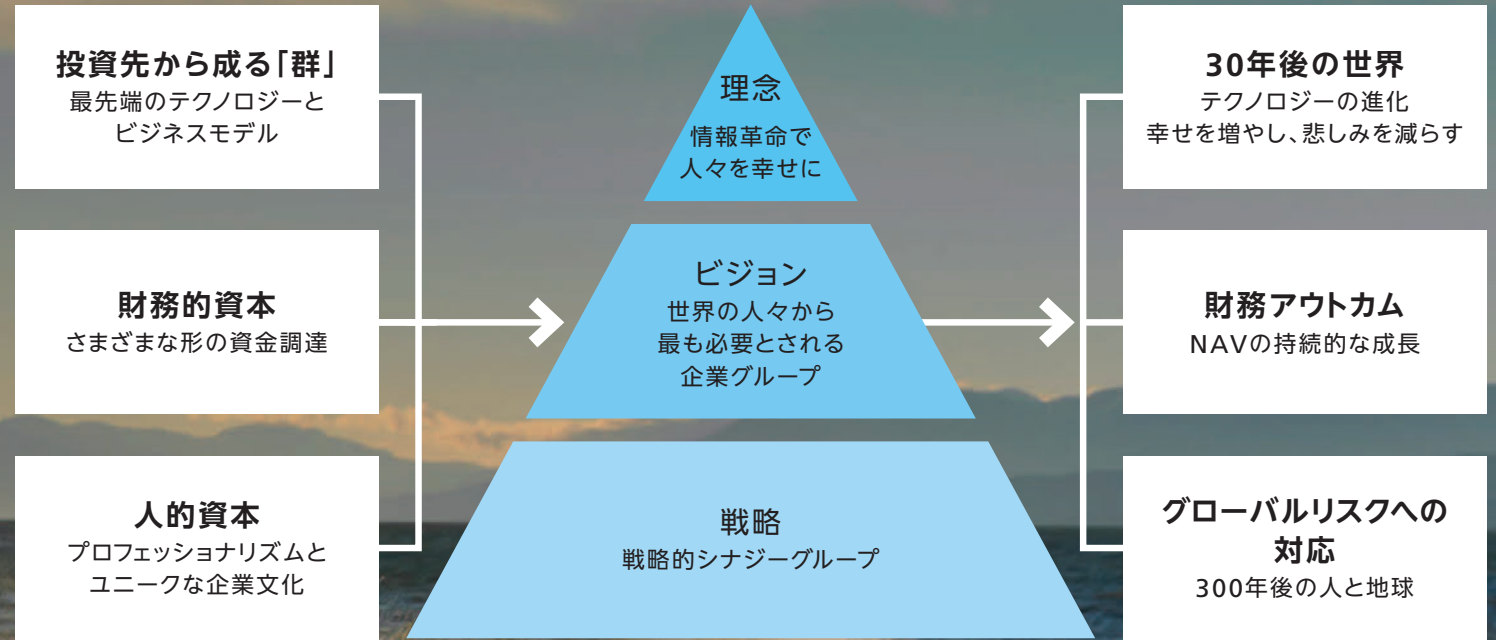 投資先から成る「群」
最先端のテクノロジーと
ビジネスモデル
財務的資本
さまざまな形の資金調達
人的資本
プロフェッショナリズムと
ユニークな企業文化
理念
情報革命で
人々を幸せに
ビジョン
世界の人々から
最も必要とされる
企業グループ
戦略
戦略的シナジーグループ
30年後の世界
テクノロジーの進化
幸せを増やし、悲しみを減らす
財務アウトカム
NAVの持続的な成長
グローバルリスクへの
対応
300年後の人と地球